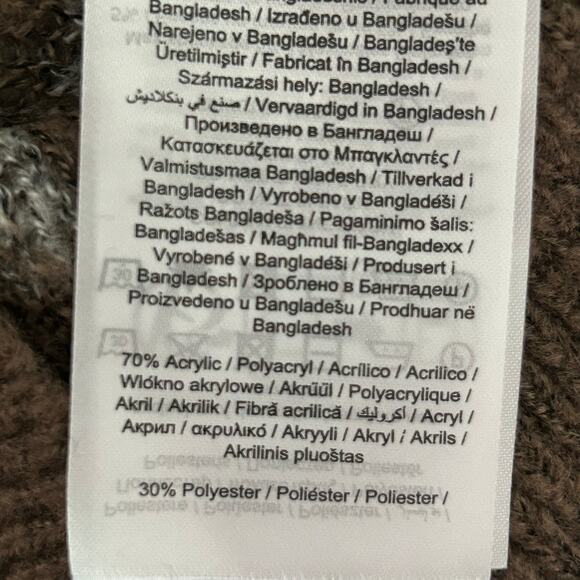 Bangladesh / Izrađeno u Bangladešu /
Narejeno v Bangladešu / Bangladeş'te
Üretilmiştir / Fabricat în Bangladesh /
Származási hely: Bangladesh /
صنع في بنكلاديش / Vervaardigd in Bangladesh /
Произведено в Бангладеш /
Κατασκευάζεται στο Μπαγκλαντές /
Valmistusmaa Bangladesh / Tillverkad i
Bangladesh / Vyrobeno v Bangladéši /
Ražots Bangladeša / Pagaminimo šalis:
Bangladešas / Magħmul fil-Bangladexx /
Vyrobené v Bangladéši / Produsert i
Bangladesh / Зроблено в Бангладеш /
Proizvedeno u Bangladešu / Prodhuar në
Bangladesh
70% Acrylic / Polyacryl / Acrílico / Acrilico /
Włókno akrylowe / Akrüül / Polyacrylique /
Akril / Akrilik / Fibră acrilică / أكروليك / Acryl /
Акрил / ακρυλικό / Akryyli / Akryl / Akrils /
Akrilinis pluoštas
30% Polyester / Poliéster / Poliester /